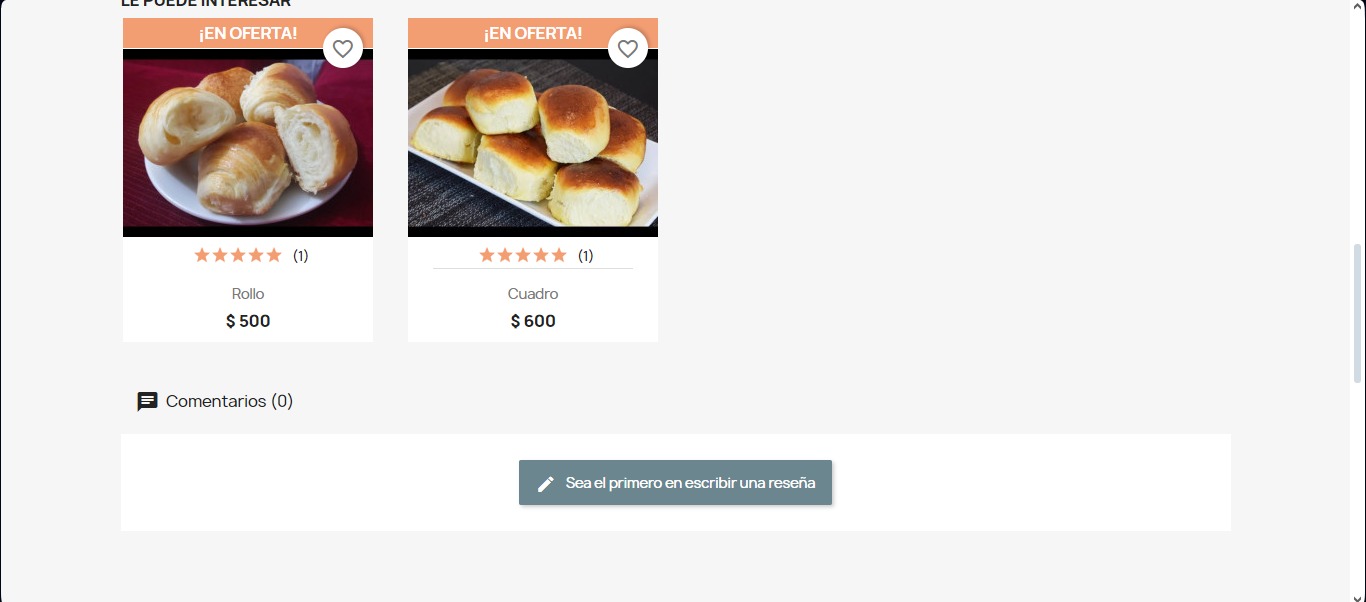 LE PUEDE INTERESAR
¡EN OFERTA!
¡EN OFERTA!
(1)
(1)
Rollo
Cuadro
$ 500
$ 600
Comentarios (0)
Sea el primero en escribir una reseña